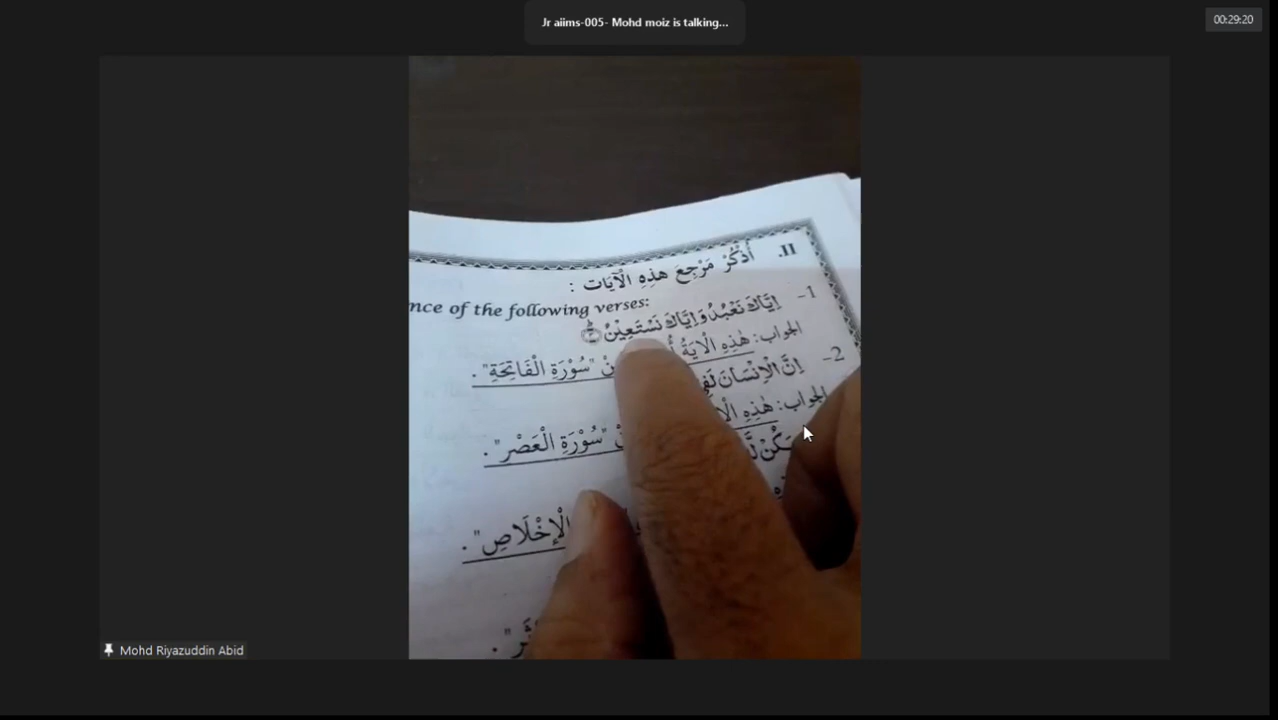 Jr aiims-005- Mohd moiz is talking...
00:29:20
II. أُذْكُرْ مَرْجِعَ هٰذِهِ الْآيَات :
nce of the following verses:
1- اِيَّاكَ نَعْبُدُ وَاِيَّاكَ نَسْتَعِيْنُ
الجواب: هٰذِهِ الْآيَةُ "سُوْرَةِ الْفَاتِحَةِ".
2- اِنَّ الْاِنْسَانَ لَفِي
الجواب: هٰذِهِ "سُوْرَةِ الْعَصْرِ".
الْإِخْلَاصِ".
Mohd Riyazuddin Abid